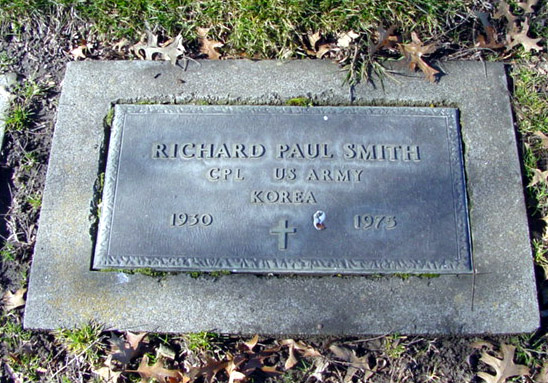 RICHARD PAUL SMITH
CPL US ARMY
KOREA
1930 1975